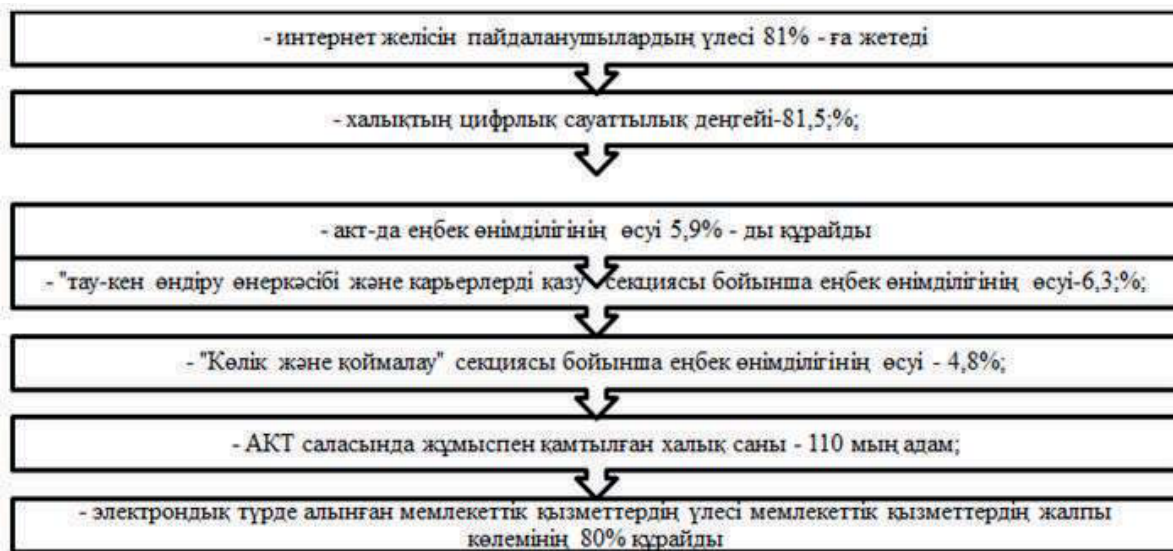 - интернет желісін пайдаланушылардың үлесі 81% - ға жетеді
- халықтың цифрлық сауаттылық деңгейі-81,5;%;
- акт-да еңбек өнімділігінің өсуі 5,9% - ды құрайды
- "тау-кен өндіру өнеркәсібі және карьерлерді қазу секциясы бойынша еңбек өнімділігінің өсуі-6,3;%;
- "Көлік және қоймалау" секциясы бойынша еңбек өнімділігінің өсуі - 4,8%;
- АКТ саласында жұмыспен қамтылған халық саны - 110 мың адам;
- электрондық түрде алынған мемлекеттік қызметтердің үлесі мемлекеттік қызметтердің жалпы
көлемінің 80% құрайды